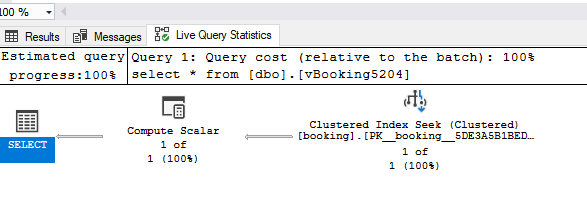 00 %
Results Messages Live Query Statistics
Estimated query progress:100%
Query 1: Query cost (relative to the batch): 100%
select * from [dbo].[vBooking5204]
SELECT
Compute Scalar
1 of
1 (100%)
Clustered Index Seek (Clustered)
[booking].[PK__booking__5DE3A5B1BED…
1 of
1 (100%)